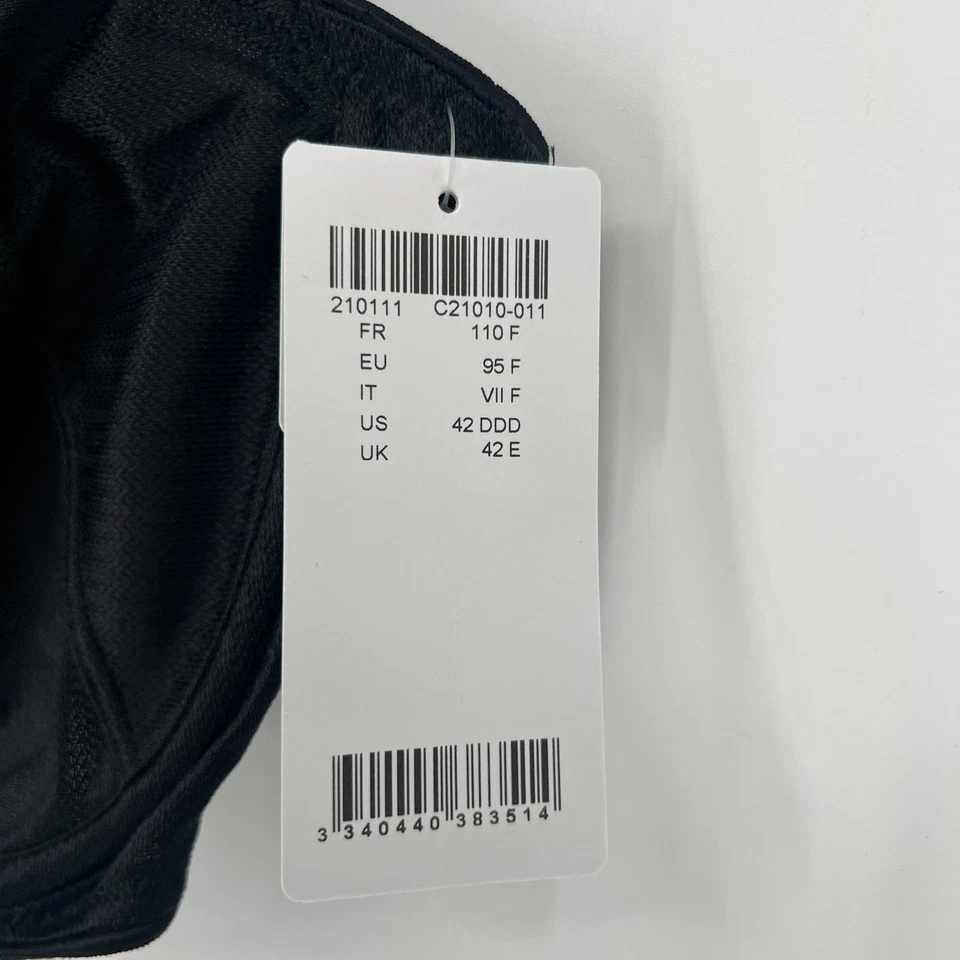 210111 C21010-011
FR 110 F
EU 95 F
IT VII F
US 42 DDD
UK 42 E
3 340440 383514